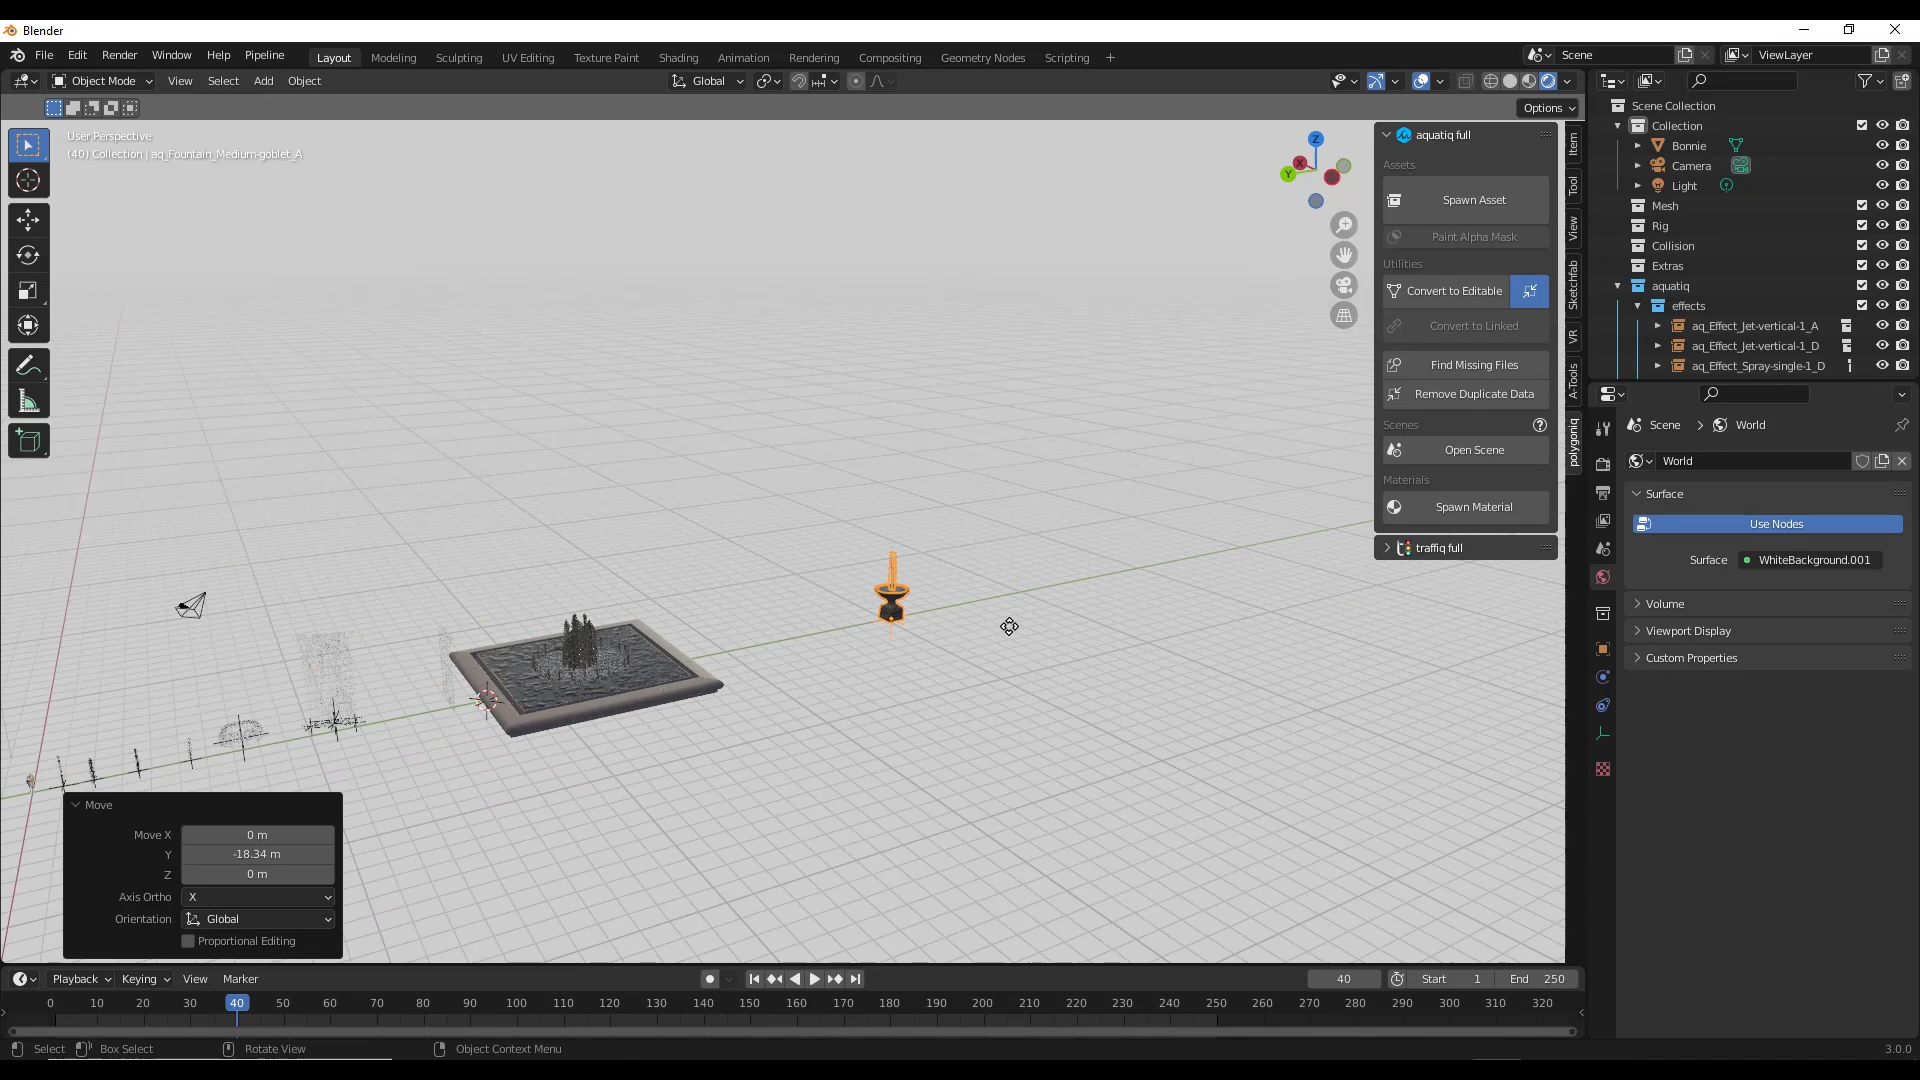 Blender
File Edit Render Window Help Pipeline
Layout Modeling Sculpting UV Editing Texture Paint Shading Animation Rendering Compositing Geometry Nodes Scripting +
Scene
ViewLayer
Object Mode View Select Add Object
Global
Options
User Perspective
(40) Collection | aq_Fountain_Medium-goblet_A
Z
X
Y
aquatiq full
Assets
Spawn Asset
Paint Alpha Mask
Utilities
Convert to Editable
Convert to Linked
Find Missing Files
Remove Duplicate Data
Scenes
Open Scene
Materials
Spawn Material
traffiq full
Item
Tool
View
Sketchfab
VR
A-Tools
polygoniq
Scene Collection
Collection
Bonnie
Camera
Light
Mesh
Rig
Collision
Extras
aquatiq
effects
aq_Effect_Jet-vertical-1_A
aq_Effect_Jet-vertical-1_D
aq_Effect_Spray-single-1_D
Scene > World
World
Surface
Use Nodes
Surface WhiteBackground.001
Volume
Viewport Display
Custom Properties
Move
Move X 0 m
Y -18.34 m
Z 0 m
Axis Ortho X
Orientation Global
Proportional Editing
Playback Keying View Marker
40 Start 1 End 250
0 10 20 30 40 50 60 70 80 90 100 110 120 130 140 150 160 170 180 190 200 210 220 230 240 250 260 270 280 290 300 310 320
Select Box Select Rotate View Object Context Menu
3.0.0